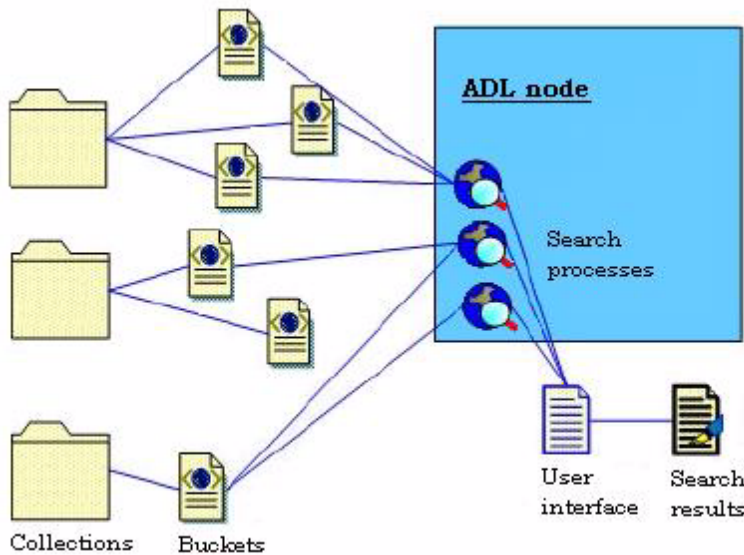 ADL node
Search
processes
User
interface
Search
results
Collections
Buckets